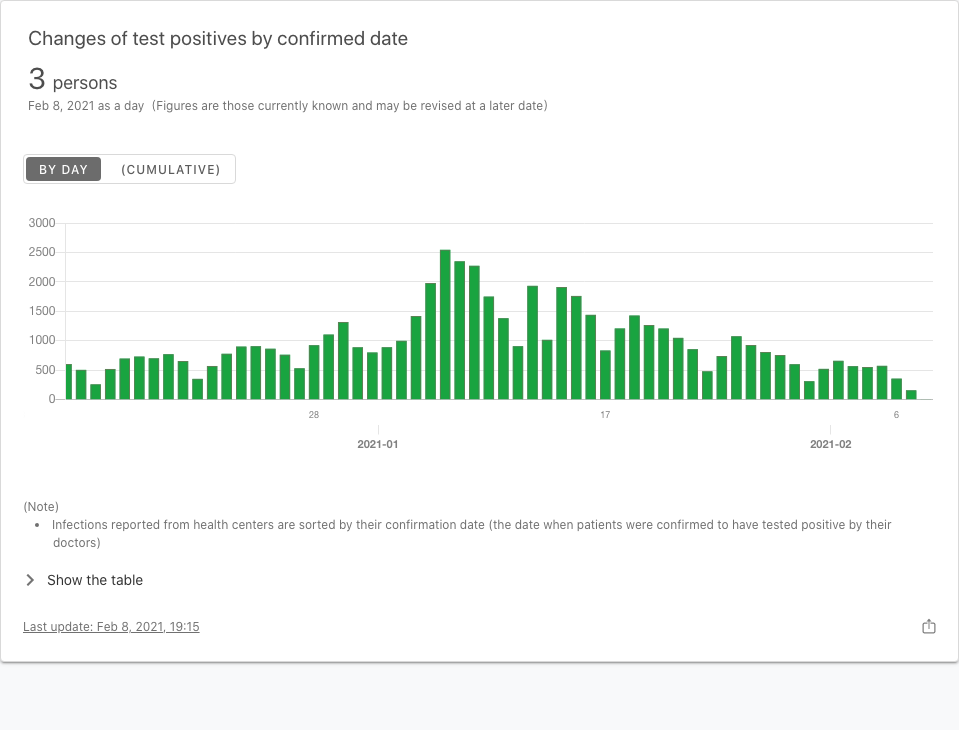 Changes of test positives by confirmed date
3 persons
Feb 8, 2021 as a day (Figures are those currently known and may be revised at a later date)
BY DAY (CUMULATIVE)
3000
2500
2000
1500
1000
500
0
28 17 6
2021-01 2021-02
(Note)
• Infections reported from health centers are sorted by their confirmation date (the date when patients were confirmed to have tested positive by their
doctors)
Show the table
Last update: Feb 8, 2021, 19:15